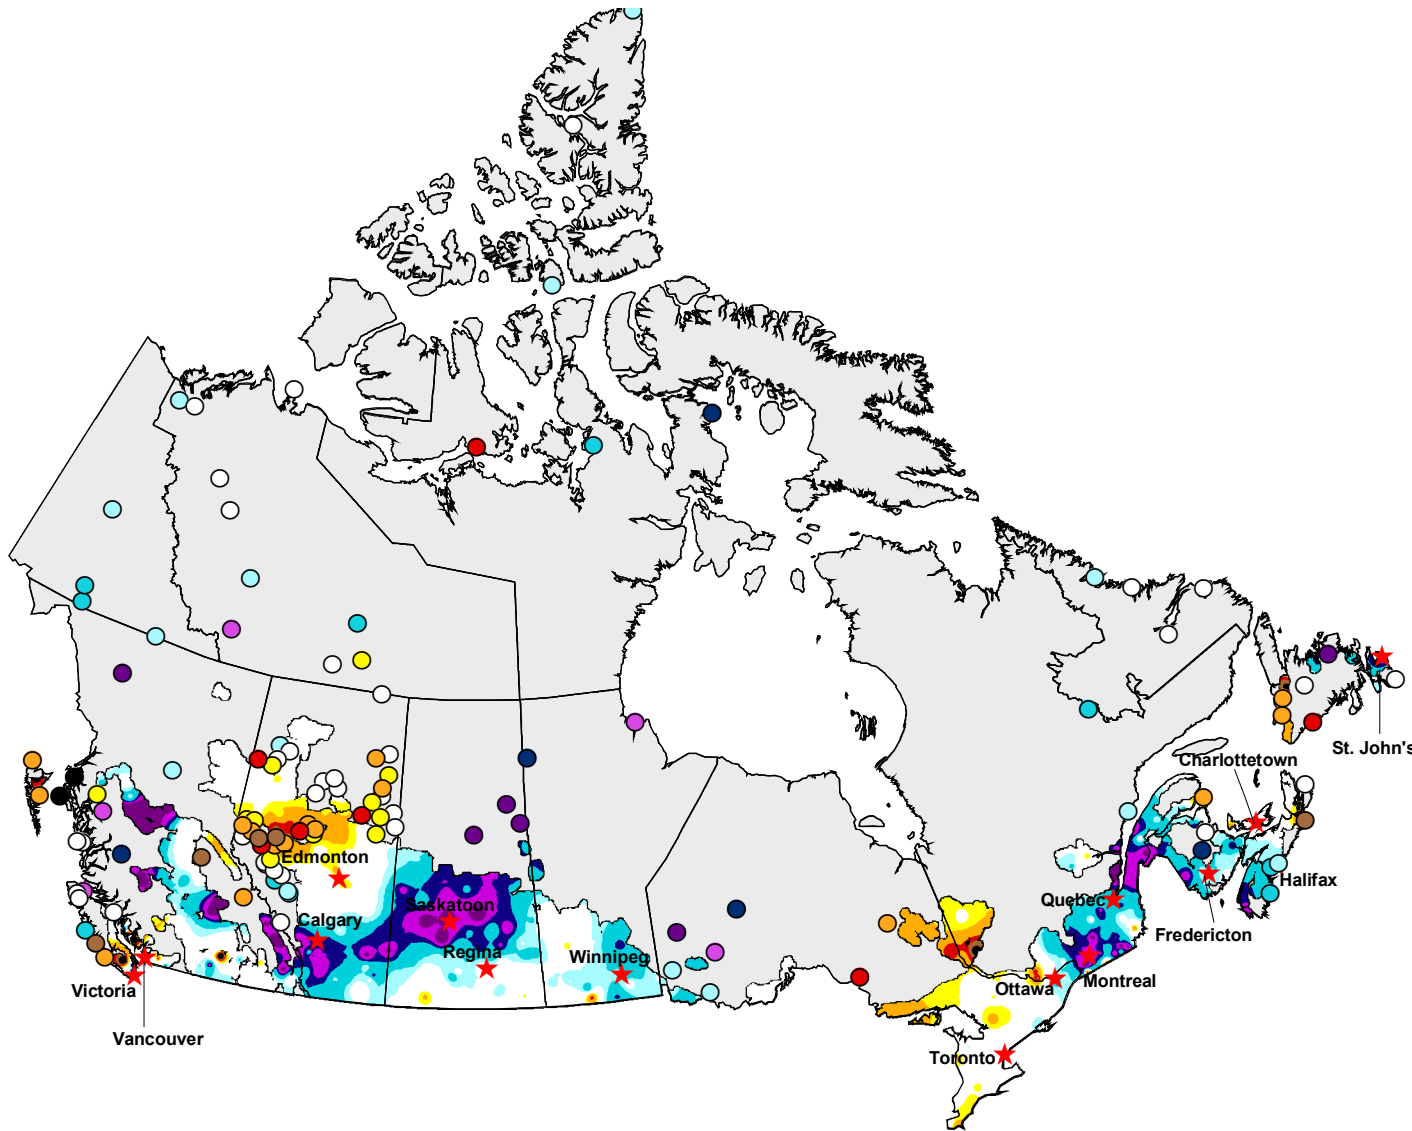 St. John's
Charlottetown
Edmonton
Halifax
Quebec
Saskatoon
Calgary
Fredericton
Regina
Winnipeg
Montreal
Ottawa
Victoria
Vancouver
Toronto